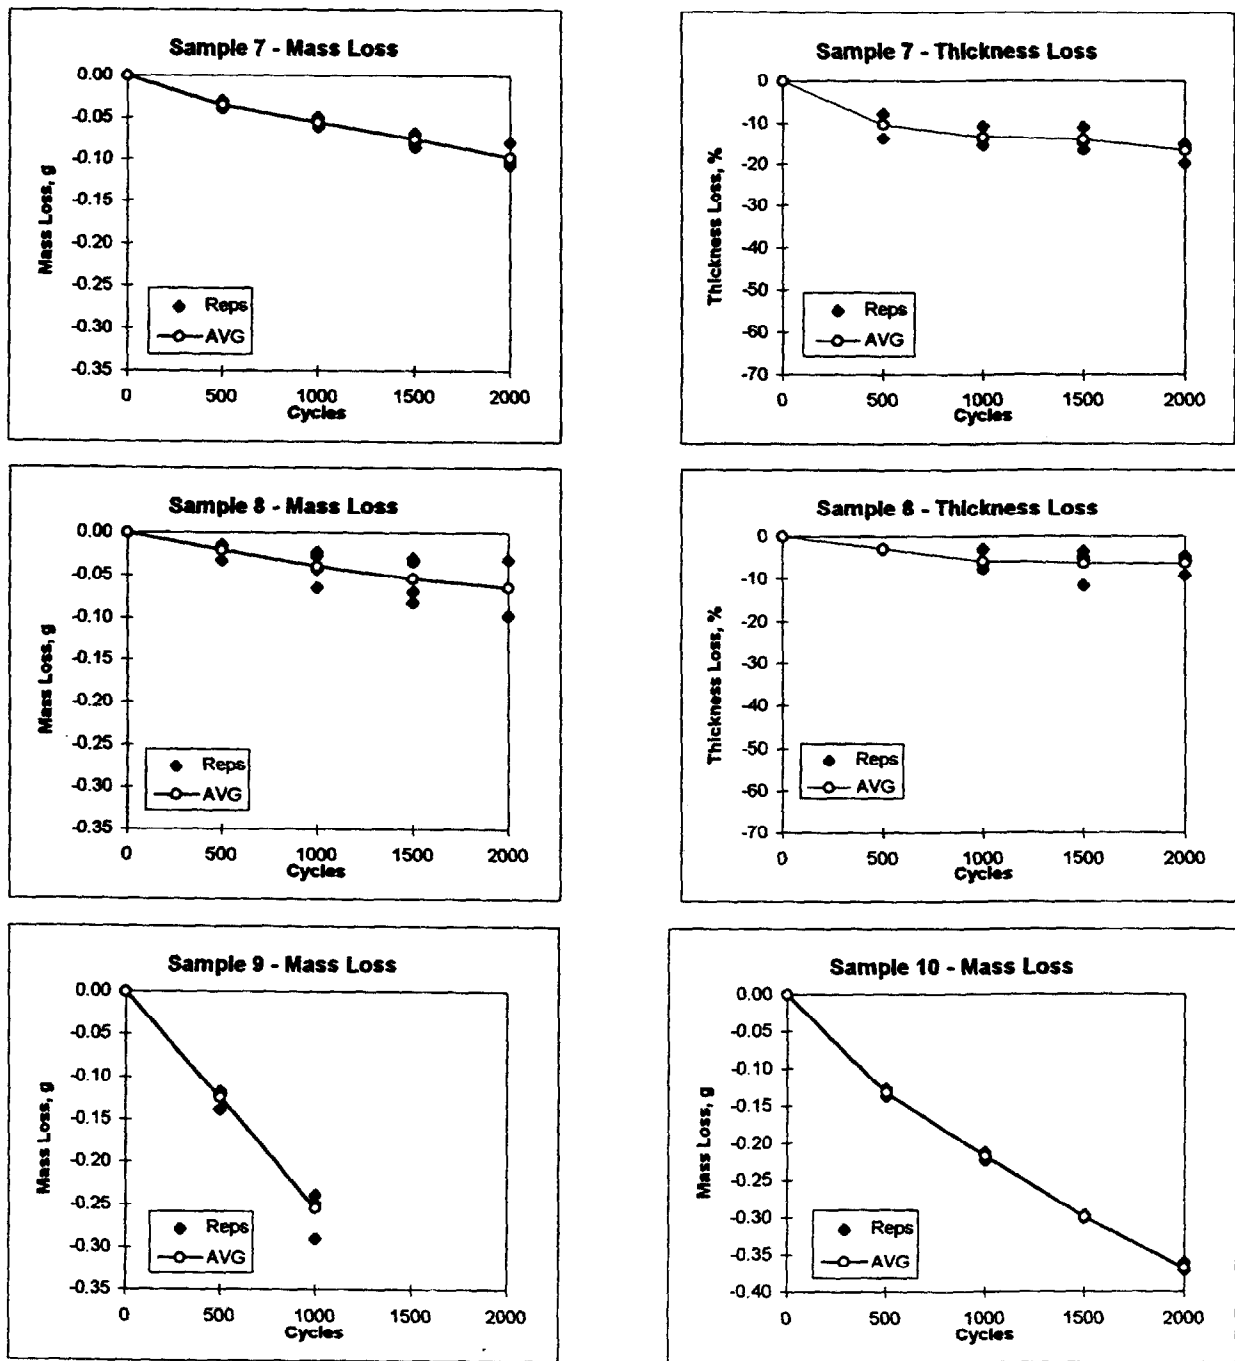 Sample 7 - Mass Loss
0.00
-0.05
-0.10
-0.15
-0.20
-0.25
-0.30
-0.35
Mass Loss, g
Reps
AVG
0 500 1000 1500 2000
Cycles
Sample 7 - Thickness Loss
0
-10
-20
-30
-40
-50
-60
-70
Thickness Loss, %
Reps
AVG
0 500 1000 1500 2000
Cycles
Sample 8 - Mass Loss
0.00
-0.05
-0.10
-0.15
-0.20
-0.25
-0.30
-0.35
Mass Loss, g
Reps
AVG
0 500 1000 1500 2000
Cycles
Sample 8 - Thickness Loss
0
-10
-20
-30
-40
-50
-60
-70
Thickness Loss, %
Reps
AVG
0 500 1000 1500 2000
Cycles
Sample 9 - Mass Loss
0.00
-0.05
-0.10
-0.15
-0.20
-0.25
-0.30
-0.35
Mass Loss, g
Reps
AVG
0 500 1000 1500 2000
Cycles
Sample 10 - Mass Loss
0.00
-0.05
-0.10
-0.15
-0.20
-0.25
-0.30
-0.35
-0.40
Mass Loss, g
Reps
AVG
0 500 1000 1500 2000
Cycles